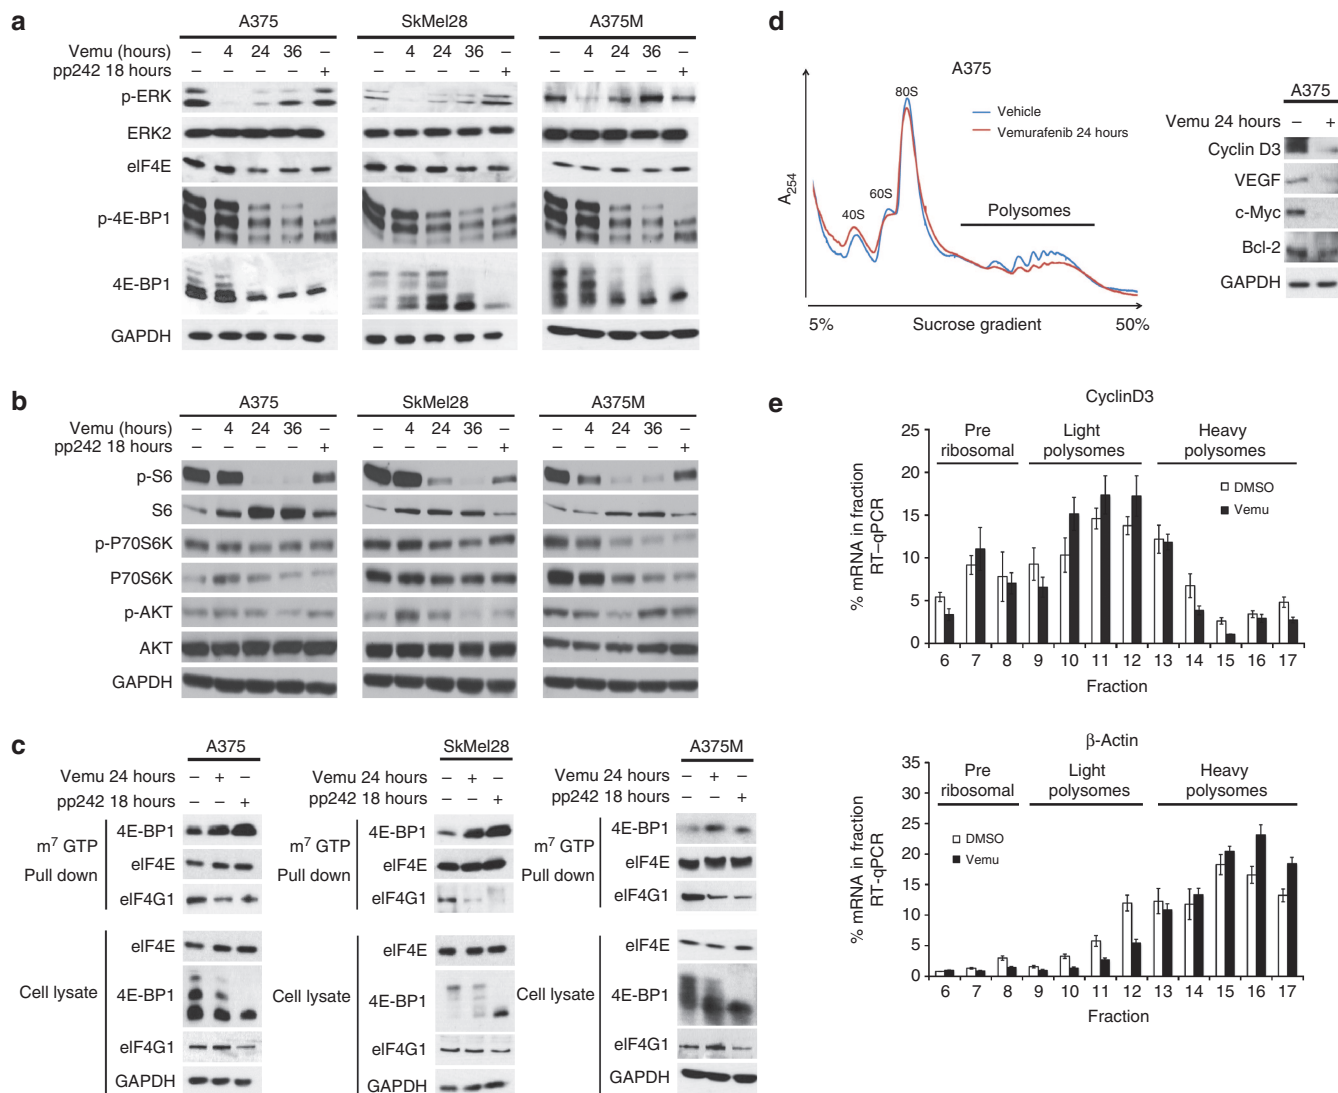 a
A375
SkMel28
A375M
Vemu (hours) – 4 24 36 – – 4 24 36 – – 4 24 36 –
pp242 18 hours – – – – + – – – – + – – – – +
p-ERK
ERK2
eIF4E
p-4E-BP1
4E-BP1
GAPDH
b
A375
SkMel28
A375M
Vemu (hours) – 4 24 36 – – 4 24 36 – – 4 24 36 –
pp242 18 hours – – – – + – – – – + – – – – +
p-S6
S6
p-P70S6K
P70S6K
p-AKT
AKT
GAPDH
c
A375
Vemu 24 hours – + –
pp242 18 hours – – +
m7 GTP
Pull down
4E-BP1
eIF4E
eIF4G1
Cell lysate
eIF4E
4E-BP1
eIF4G1
GAPDH
SkMel28
Vemu 24 hours – + –
pp242 18 hours – – +
m7 GTP
Pull down
4E-BP1
eIF4E
eIF4G1
Cell lysate
eIF4E
4E-BP1
eIF4G1
GAPDH
A375M
Vemu 24 hours – + –
pp242 18 hours – – +
m7 GTP
Pull down
4E-BP1
eIF4E
eIF4G1
Cell lysate
eIF4E
4E-BP1
eIF4G1
GAPDH
d
A375
80S
60S
40S
Vehicle
Vemurafenib 24 hours
Polysomes
A254
5% Sucrose gradient 50%
A375
Vemu 24 hours – +
Cyclin D3
VEGF
c-Myc
Bcl-2
GAPDH
e
CyclinD3
Pre ribosomal
Light polysomes
Heavy polysomes
DMSO
Vemu
% mRNA in fraction
RT–qPCR
25
20
15
10
5
0
6 7 8 9 10 11 12 13 14 15 16 17
Fraction
β-Actin
Pre ribosomal
Light polysomes
Heavy polysomes
DMSO
Vemu
% mRNA in fraction
RT-qPCR
35
30
25
20
15
10
5
0
6 7 8 9 10 11 12 13 14 15 16 17
Fraction